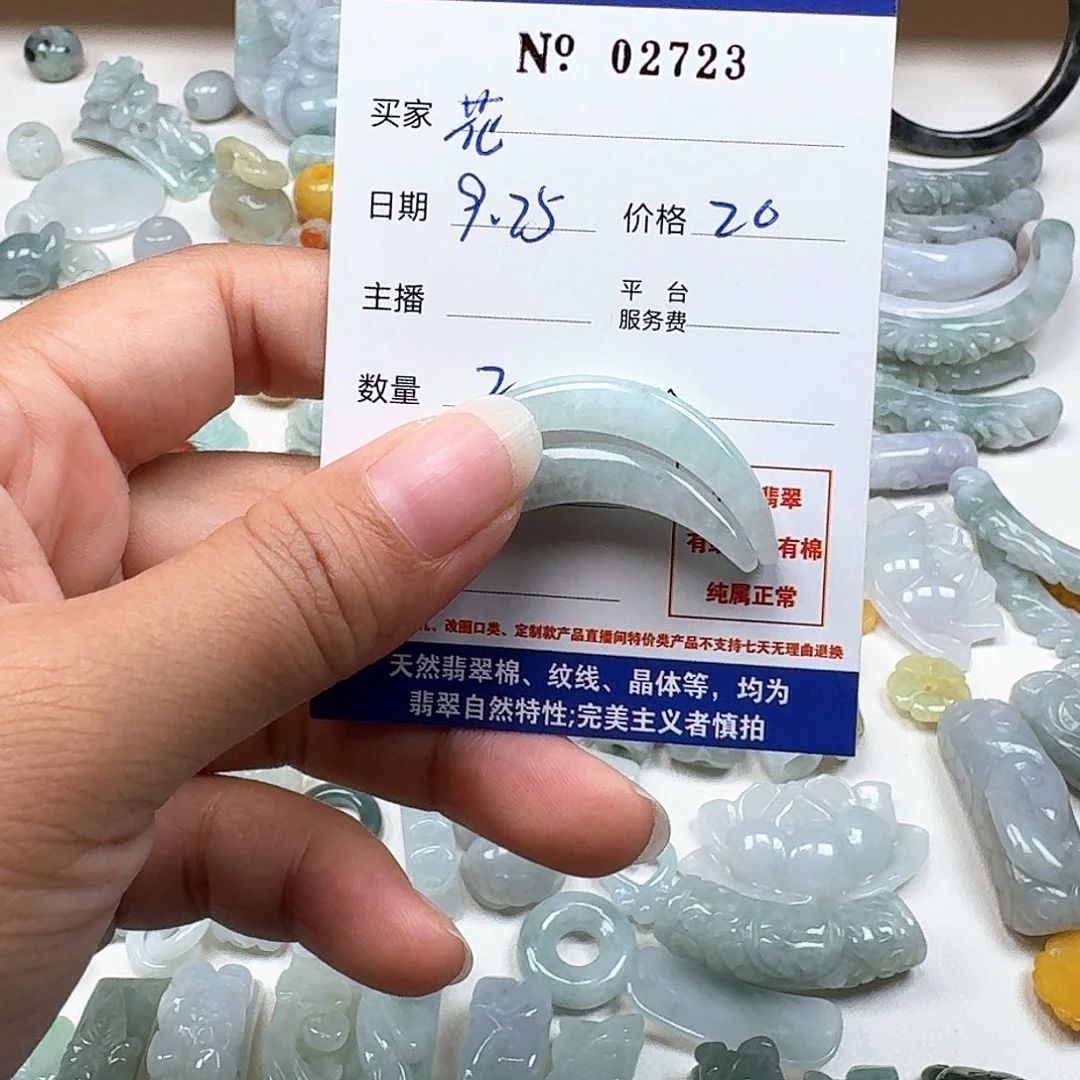 Nº 02723
买家 花
日期 9.25 价格 20
主播 平台服务费
数量 2
翡翠
有 有棉
纯属正常
、改圈口类、定制款产品直播间特价类产品不支持七天无理由退换
天然翡翠棉、纹线、晶体等，均为
翡翠自然特性;完美主义者慎拍